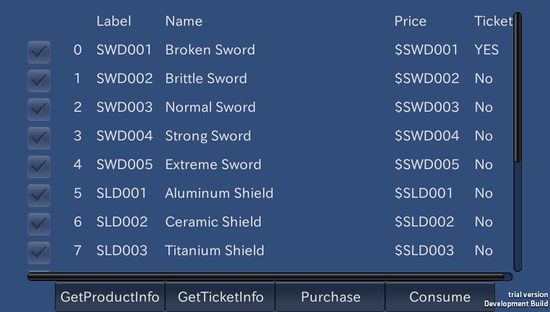 Label Name Price Ticket
0 SWD001 Broken Sword $SWD001 YES
1 SWD002 Brittle Sword $SWD002 No
2 SWD003 Normal Sword $SWD003 No
3 SWD004 Strong Sword $SWD004 No
4 SWD005 Extreme Sword $SWD005 No
5 SLD001 Aluminum Shield $SLD001 No
6 SLD002 Ceramic Shield $SLD002 No
7 SLD003 Titanium Shield $SLD003 No
GetProductInfo GetTicketInfo Purchase Consume
trial version
Development Build